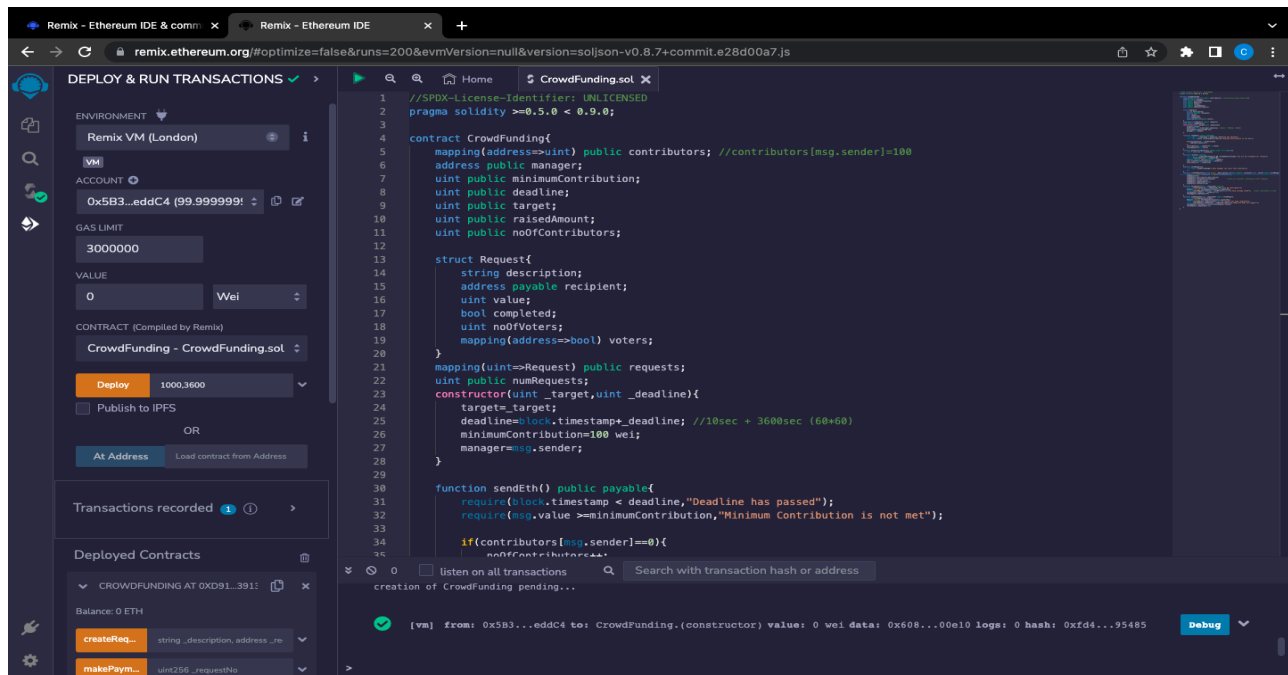 Remix - Ethereum IDE & comm
Remix - Ethereum IDE
remix.ethereum.org/#optimize=false&runs=200&evmVersion=null&version=soljson-v0.8.7+commit.e28d00a7.js
C
DEPLOY & RUN TRANSACTIONS
ENVIRONMENT
Remix VM (London)
VM
ACCOUNT
0x5B3...eddC4 (99.9999999
GAS LIMIT
3000000
VALUE
0 Wei
CONTRACT (Compiled by Remix)
CrowdFunding - CrowdFunding.sol
Deploy 1000,3600
Publish to IPFS
OR
At Address Load contract from Address
Transactions recorded 1 i
Deployed Contracts
CROWDFUNDING AT 0XD91...3913
Balance: 0 ETH
createReq... string _description, address _re
makePaym... uint256 _requestNo
Home CrowdFunding.sol
1 //SPDX-License-Identifier: UNLICENSED
2 pragma solidity >=0.5.0 < 0.9.0;
3
4 contract CrowdFunding{
5 mapping(address=>uint) public contributors; //contributors[msg.sender]=100
6 address public manager;
7 uint public minimumContribution;
8 uint public deadline;
9 uint public target;
10 uint public raisedAmount;
11 uint public noOfContributors;
12
13 struct Request{
14 string description;
15 address payable recipient;
16 uint value;
17 bool completed;
18 uint noOfVoters;
19 mapping(address=>bool) voters;
20 }
21 mapping(uint=>Request) public requests;
22 uint public numRequests;
23 constructor(uint _target,uint _deadline){
24 target=_target;
25 deadline=block.timestamp+_deadline; //10sec + 3600sec (60*60)
26 minimumContribution=100 wei;
27 manager=msg.sender;
28 }
29
30 function sendEth() public payable{
31 require(block.timestamp < deadline,"Deadline has passed");
32 require(msg.value >=minimumContribution,"Minimum Contribution is not met");
33
34 if(contributors[msg.sender]==0){
35 noOfContributors++;
0 listen on all transactions Search with transaction hash or address
creation of CrowdFunding pending...
[vm] from: 0x5B3...eddC4 to: CrowdFunding.(constructor) value: 0 wei data: 0x608...00e10 logs: 0 hash: 0xfd4...95485 Debug
>